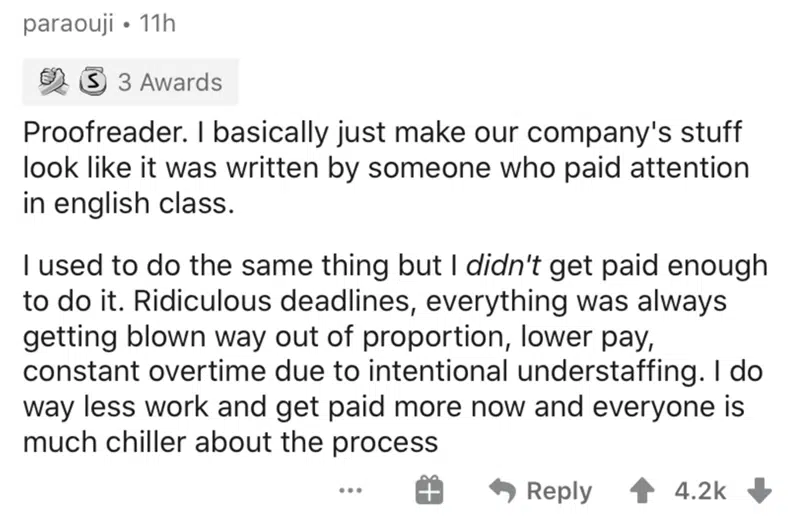 paraouji • 11h
S 3 Awards
Proofreader. I basically just make our company's stuff
look like it was written by someone who paid attention
in english class.
I used to do the same thing but I didn't get paid enough
to do it. Ridiculous deadlines, everything was always
getting blown way out of proportion, lower pay,
constant overtime due to intentional understaffing. I do
way less work and get paid more now and everyone is
much chiller about the process
... Reply 4.2k